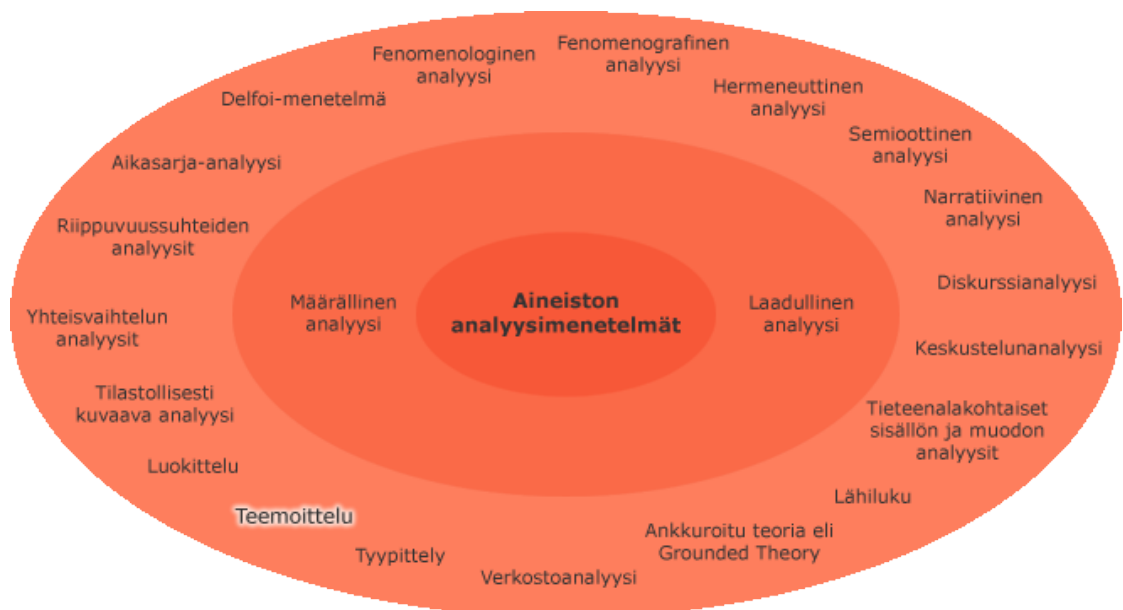 Fenomenologinen
analyysi
Fenomenografinen
analyysi
Hermeneuttinen
analyysi
Semioottinen
analyysi
Narratiivinen
analyysi
Diskurssianalyysi
Keskustelunanalyysi
Tieteenalakohtaiset
sisällön ja muodon
analyysit
Lähiluku
Ankkuroitu teoria eli
Grounded Theory
Verkostoanalyysi
Tyypittely
Teemoittelu
Luokittelu
Tilastollisesti
kuvaava analyysi
Yhteisvaihtelun
analyysit
Riippuvuussuhteiden
analyysit
Aikasarja-analyysi
Delfoi-menetelmä
Määrällinen
analyysi
Aineiston
analyysimenetelmät
Laadullinen
analyysi